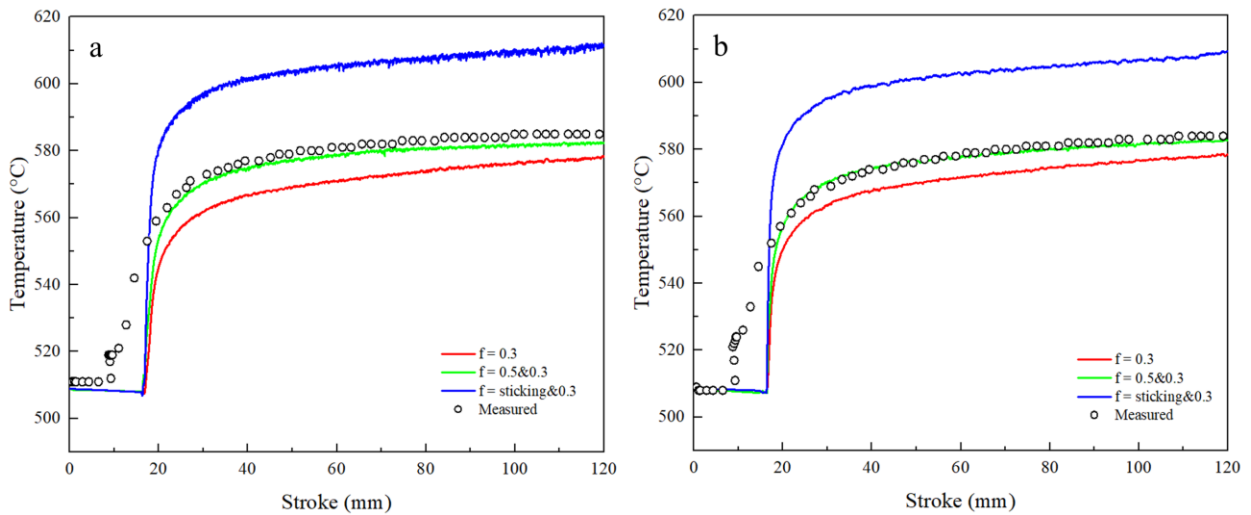 a
620
600
580
560
540
520
500
Temperature (°C)
f = 0.3
f = 0.5&0.3
f = sticking&0.3
Measured
0 20 40 60 80 100 120
Stroke (mm)
b
620
600
580
560
540
520
500
Temperature (°C)
f = 0.3
f = 0.5&0.3
f = sticking&0.3
Measured
0 20 40 60 80 100 120
Stroke (mm)